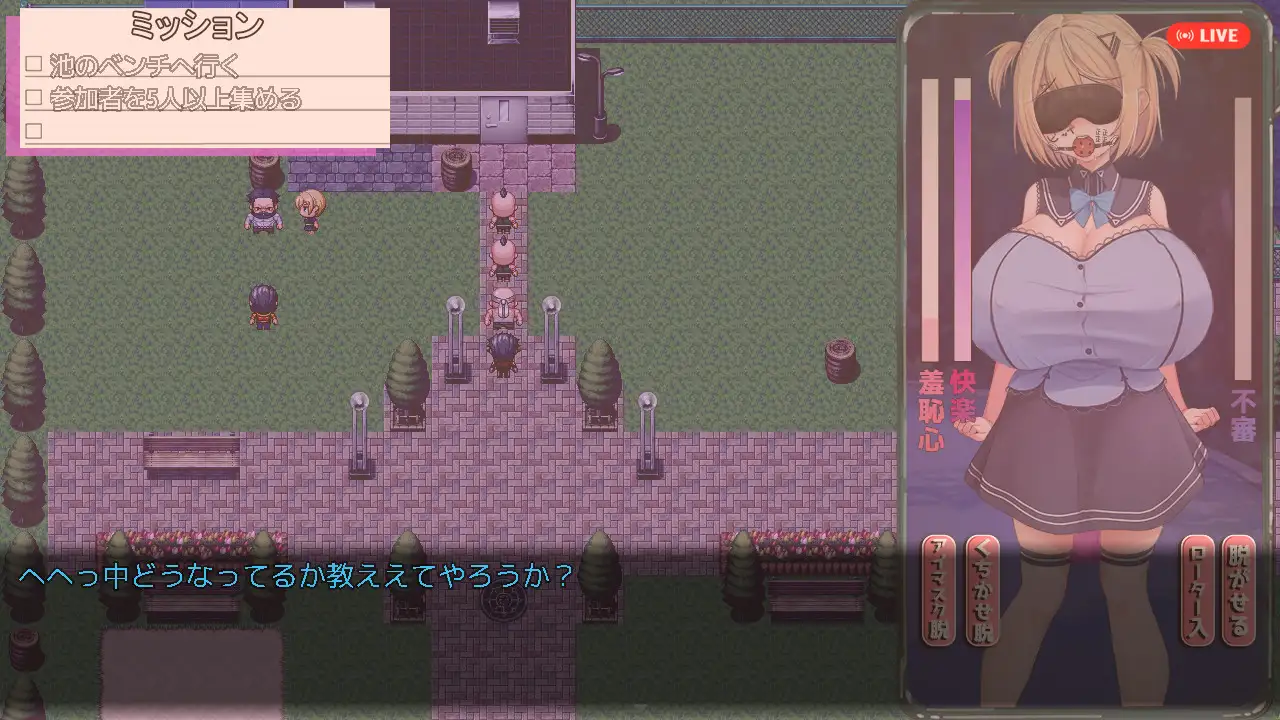 ミッション
池のベンチへ行く
参加者を5人以上集める
LIVE
羞恥心
快楽
不審
アイマスク脱
くちかせ脱
ローター入
脱がせる
へへっ中どうなってるか教ええてやろうか？